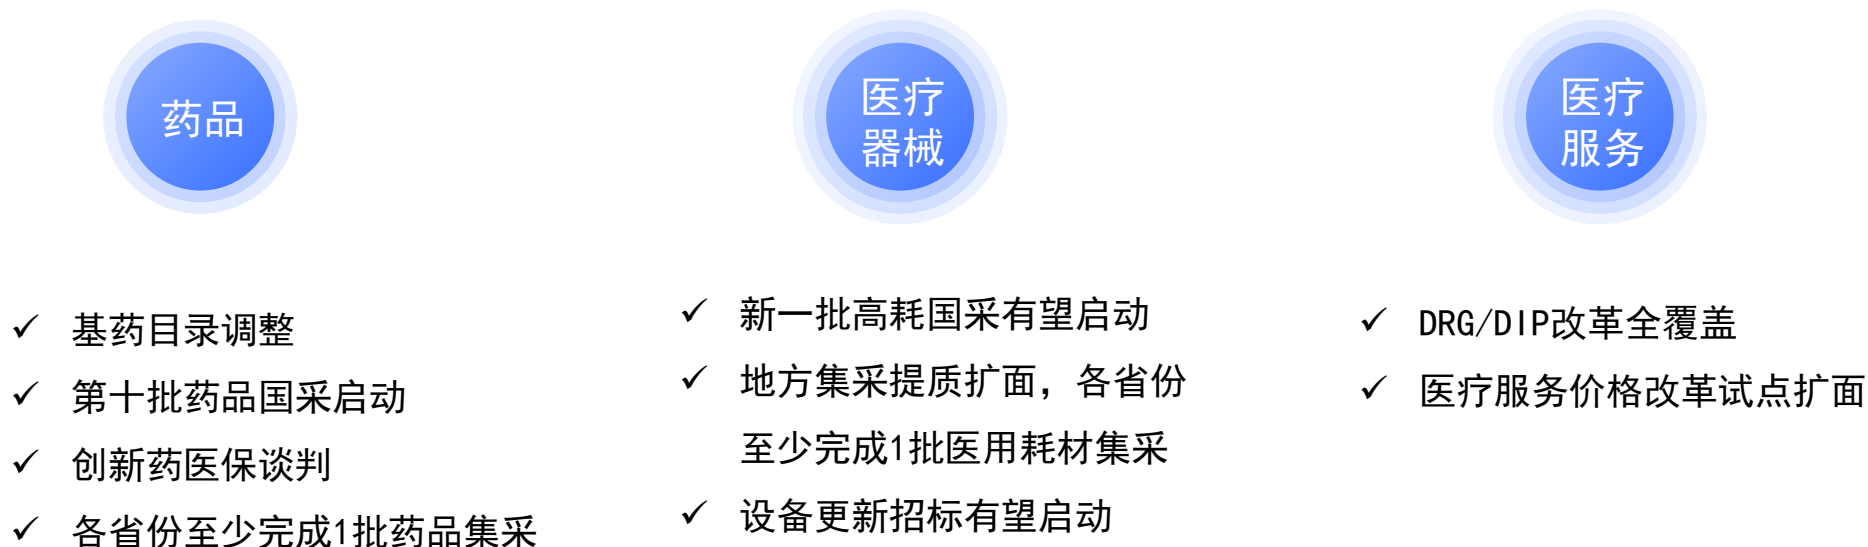 药品
基药目录调整
第十批药品国采启动
创新药医保谈判
各省份至少完成1批药品集采
医疗
器械
新一批高耗国采有望启动
地方集采提质扩面，各省份
至少完成1批医用耗材集采
设备更新招标有望启动
医疗
服务
DRG/DIP改革全覆盖
医疗服务价格改革试点扩面